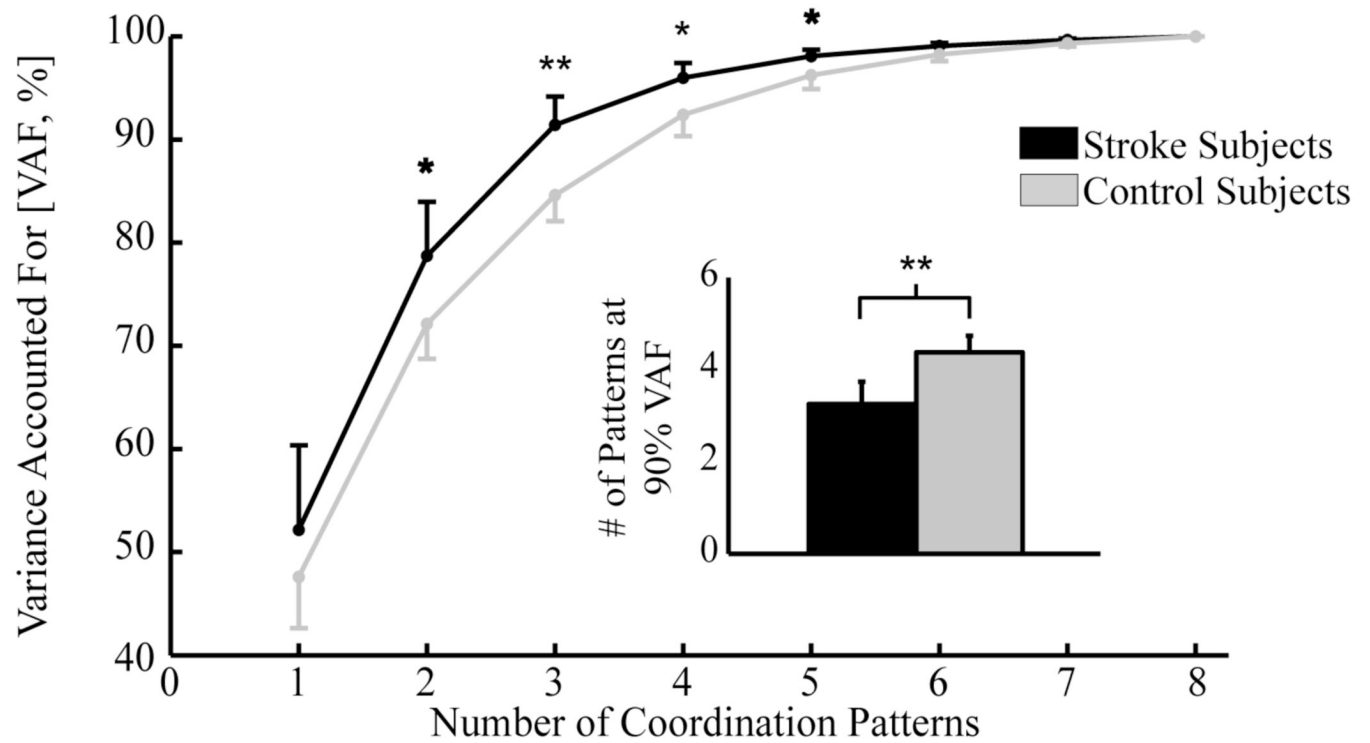 Variance Accounted For [VAF, %]
100
90
80
70
60
50
40
*
**
*
*
Stroke Subjects
Control Subjects
# of Patterns at
90% VAF
6
4
2
0
**
0 1 2 3 4 5 6 7 8
Number of Coordination Patterns